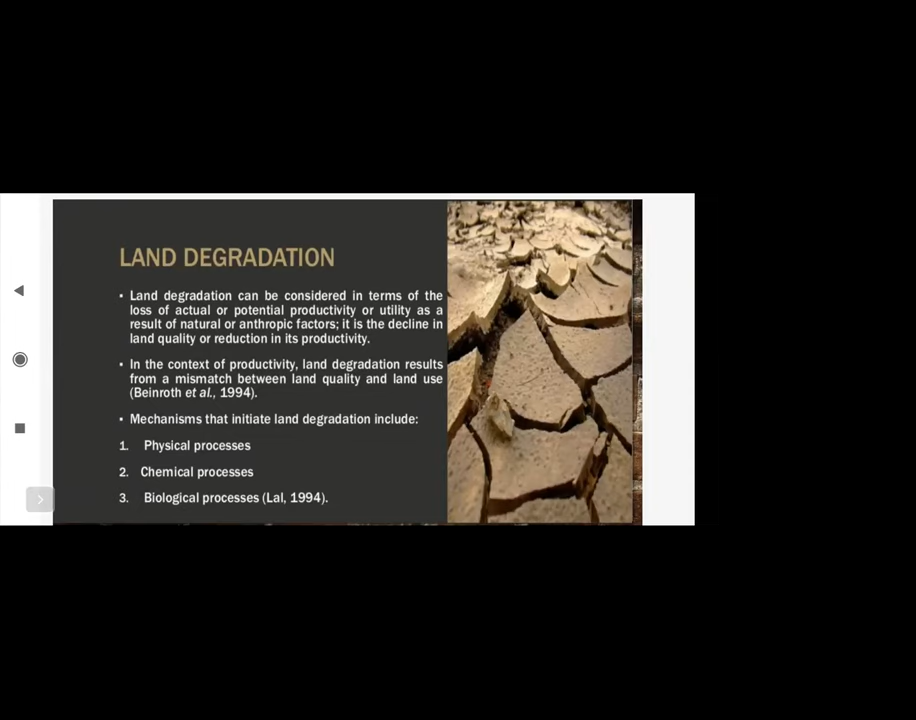 LAND DEGRADATION
▪ Land degradation can be considered in terms of the
loss of actual or potential productivity or utility as a
result of natural or anthropic factors; it is the decline in
land quality or reduction in its productivity.
▪ In the context of productivity, land degradation results
from a mismatch between land quality and land use
(Beinroth et al., 1994).
▪ Mechanisms that initiate land degradation include:
1. Physical processes
2. Chemical processes
3. Biological processes (Lal, 1994).